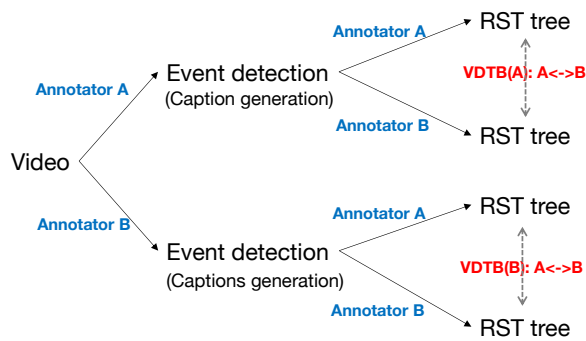 Annotator A
RST tree
Annotator A
Event detection
(Caption generation)
VDTB(A): A<->B
Annotator B
RST tree
Video
Annotator B
Annotator A
RST tree
Event detection
(Captions generation)
VDTB(B): A<->B
Annotator B
RST tree